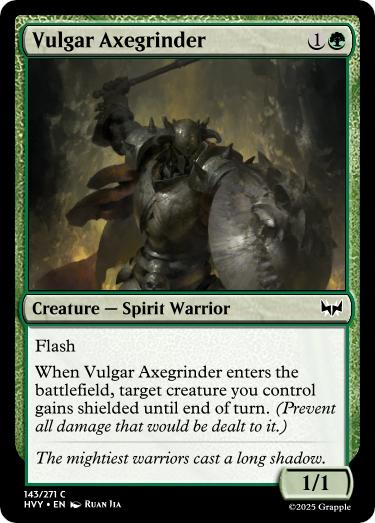 Vulgar Axegrinder 1
Creature — Spirit Warrior
Flash
When Vulgar Axegrinder enters the
battlefield, target creature you control
gains shielded until end of turn. (Prevent
all damage that would be dealt to it.)
The mightiest warriors cast a long shadow.
1/1
143/271 C
HVY • EN Ruan Jia
©2025 Grapple